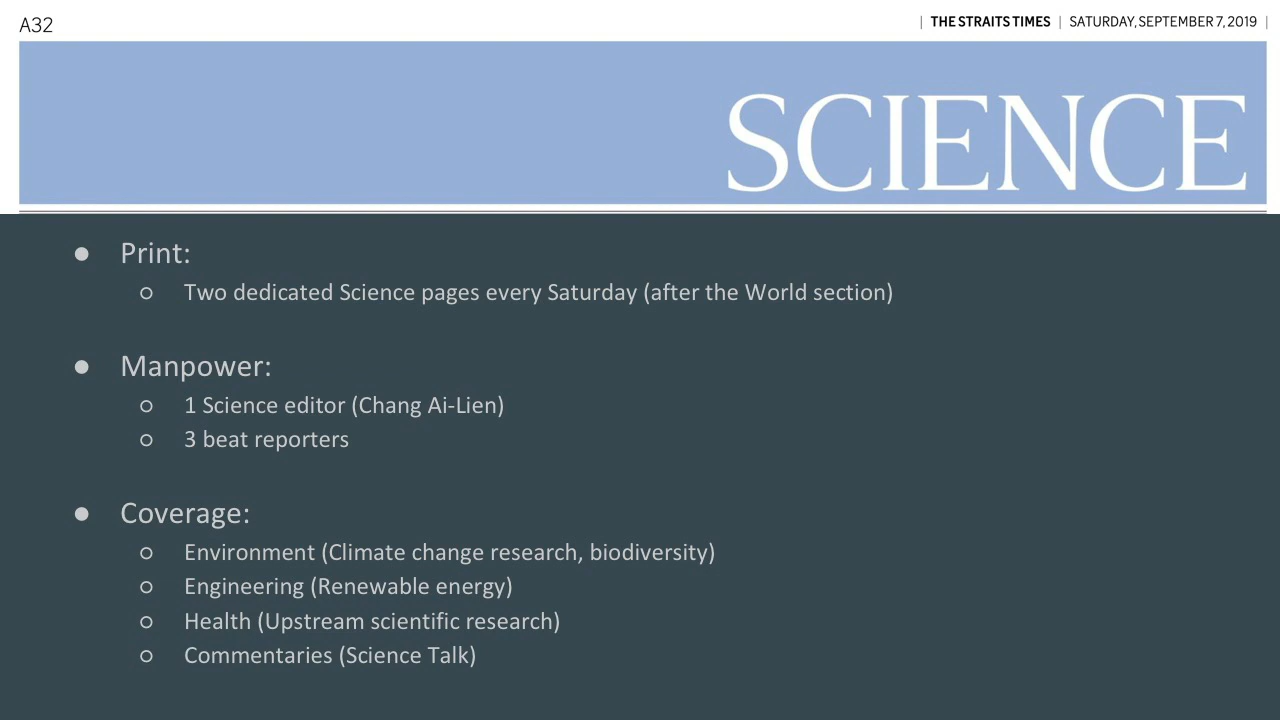 A32
| THE STRAITS TIMES | SATURDAY, SEPTEMBER 7, 2019 |
SCIENCE
● Print:
○ Two dedicated Science pages every Saturday (after the World section)
● Manpower:
○ 1 Science editor (Chang Ai-Lien)
○ 3 beat reporters
● Coverage:
○ Environment (Climate change research, biodiversity)
○ Engineering (Renewable energy)
○ Health (Upstream scientific research)
○ Commentaries (Science Talk)